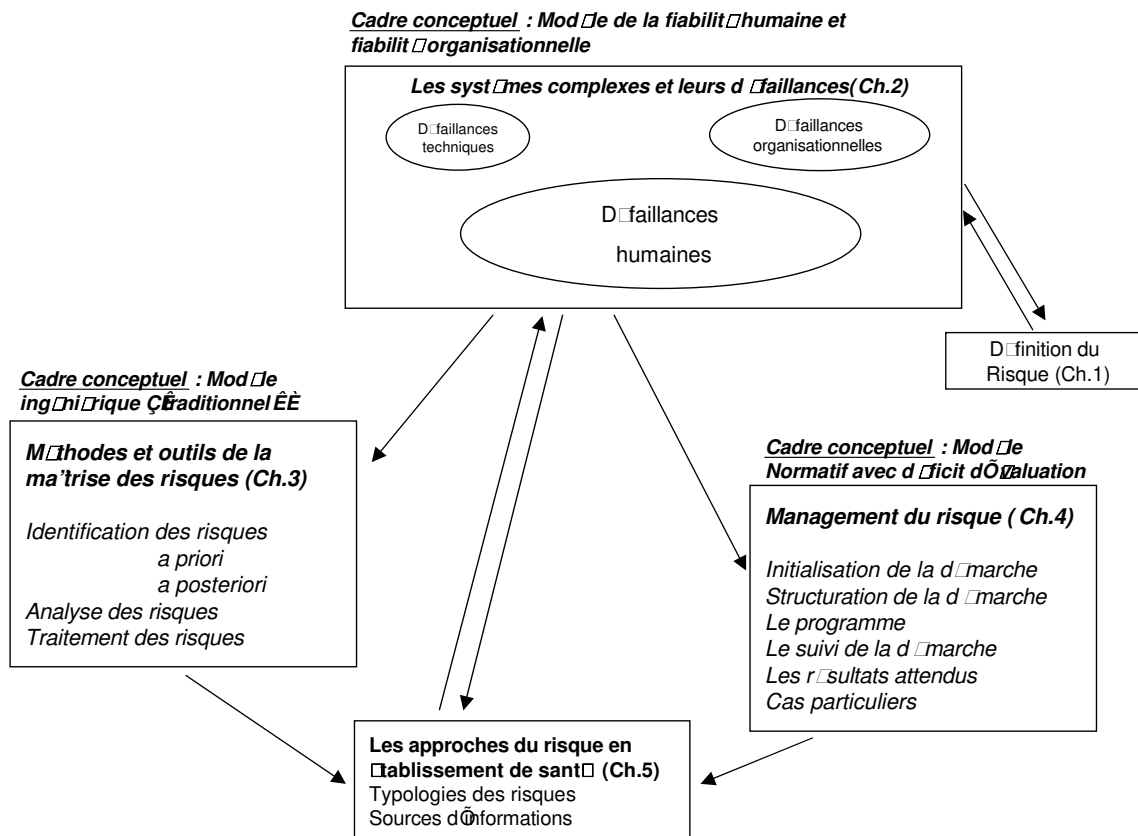 Cadre conceptuel : Mod□le de la fiabilit□ humaine et
fiabilit□ organisationnelle
Les syst□mes complexes et leurs d□faillances(Ch.2)
D□faillances
techniques
D□faillances
organisationnelles
D□faillances
humaines
D□finition du
Risque (Ch.1)
Cadre conceptuel : Mod□le
ing□ni□rique ÇÊtraditionnelÊÈ
M□thodes et outils de la
ma'trise des risques (Ch.3)
Identification des risques
a priori
a posteriori
Analyse des risques
Traitement des risques
Cadre conceptuel : Mod□le
Normatif avec d□ficit dÕ□valuation
Management du risque ( Ch.4)
Initialisation de la d□marche
Structuration de la d□marche
Le programme
Le suivi de la d□marche
Les r□sultats attendus
Cas particuliers
Les approches du risque en
□tablissement de sant□ (Ch.5)
Typologies des risques
Sources dÕinformations